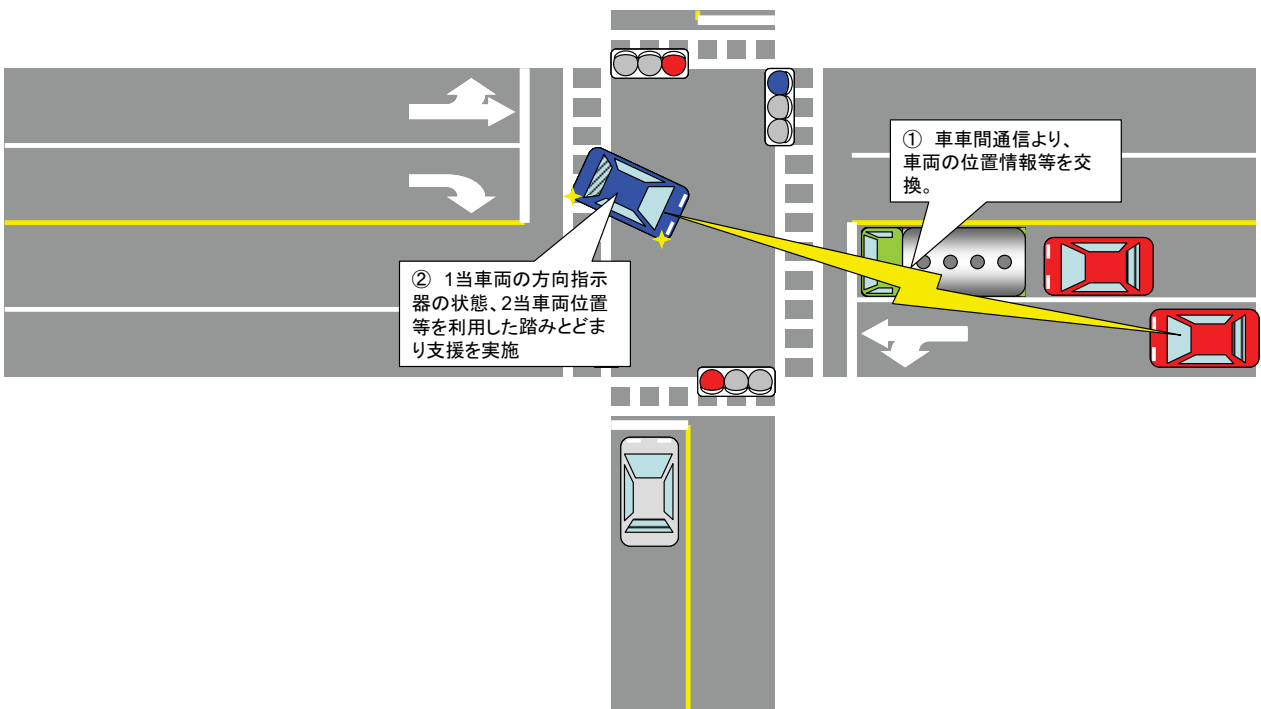 ① 車車間通信より、
車両の位置情報等を交
換。
② 1当車両の方向指示
器の状態、2当車両位置
等を利用した踏みとどま
り支援を実施